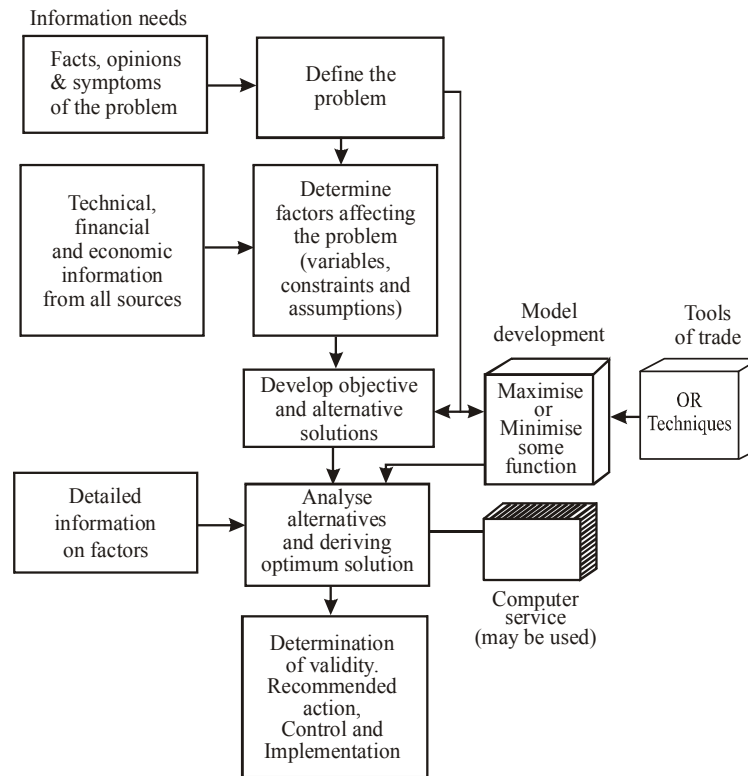 Information needs
Facts, opinions
& symptoms
of the problem
Define the
problem
Technical,
financial
and economic
information
from all sources
Determine
factors affecting
the problem
(variables,
constraints and
assumptions)
Model
development
Tools
of trade
Develop objective
and alternative
solutions
Maximise
or
Minimise
some
function
OR
Techniques
Detailed
information
on factors
Analyse
alternatives
and deriving
optimum solution
Computer
service
(may be used)
Determination
of validity.
Recommended
action,
Control and
Implementation